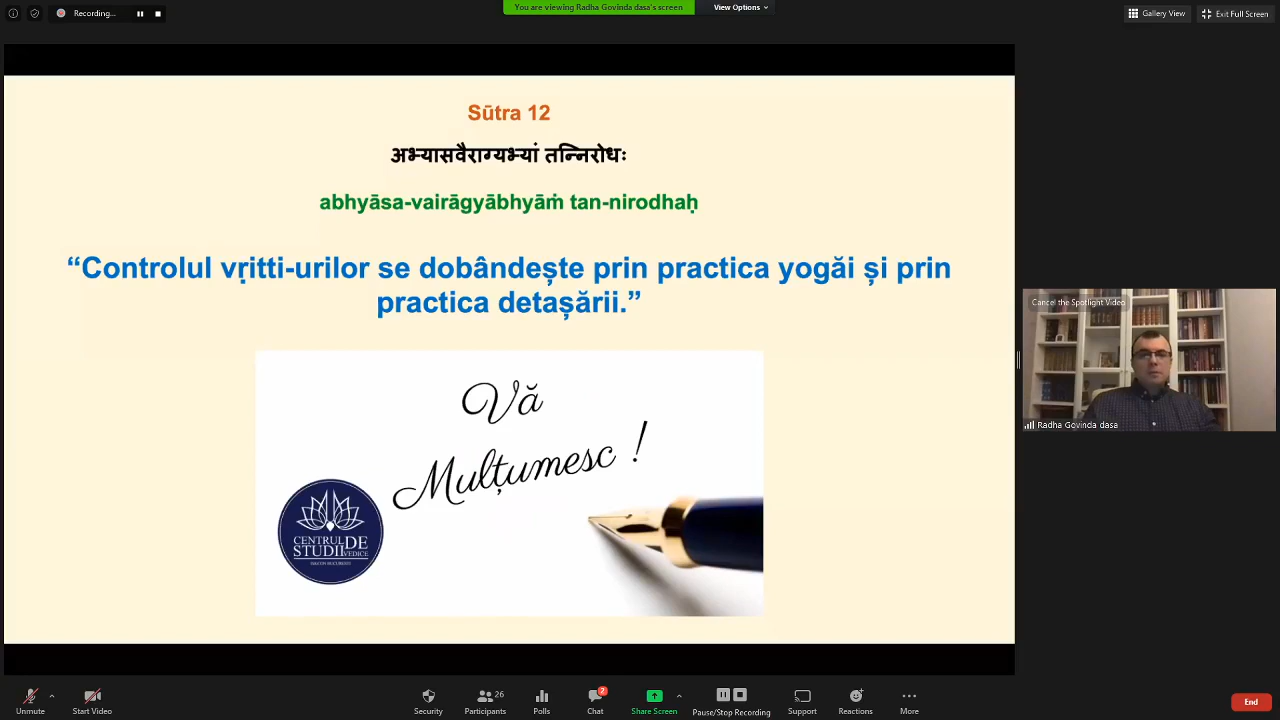 Recording...
You are viewing Radha Govinda dasa's screen
View Options
Gallery View
Exit Full Screen
Sūtra 12
अभ्यासवैराग्यभ्यां तन्निरोधः
abhyāsa-vairāgyābhyāṁ tan-nirodhaḥ
“Controlul vṛitti-urilor se dobândește prin practica yogăi și prin
practica detașării.”
Vă
Mulțumesc !
CENTRUL DE
STUDII VEDICE
Cancel the Spotlight Video
Radha Govinda dasa
Unmute
Start Video
Security
Participants
26
Polls
Chat
2
Share Screen
Pause/Stop Recording
Support
Reactions
More
End